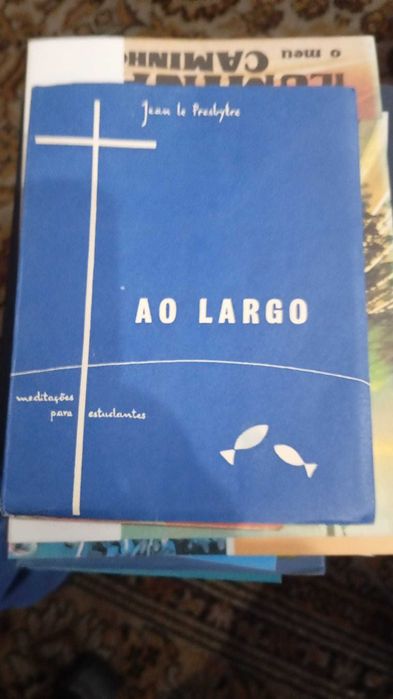 o meu
CAMINHO
Jean le Presbytre
AO LARGO
meditações
para estudantes